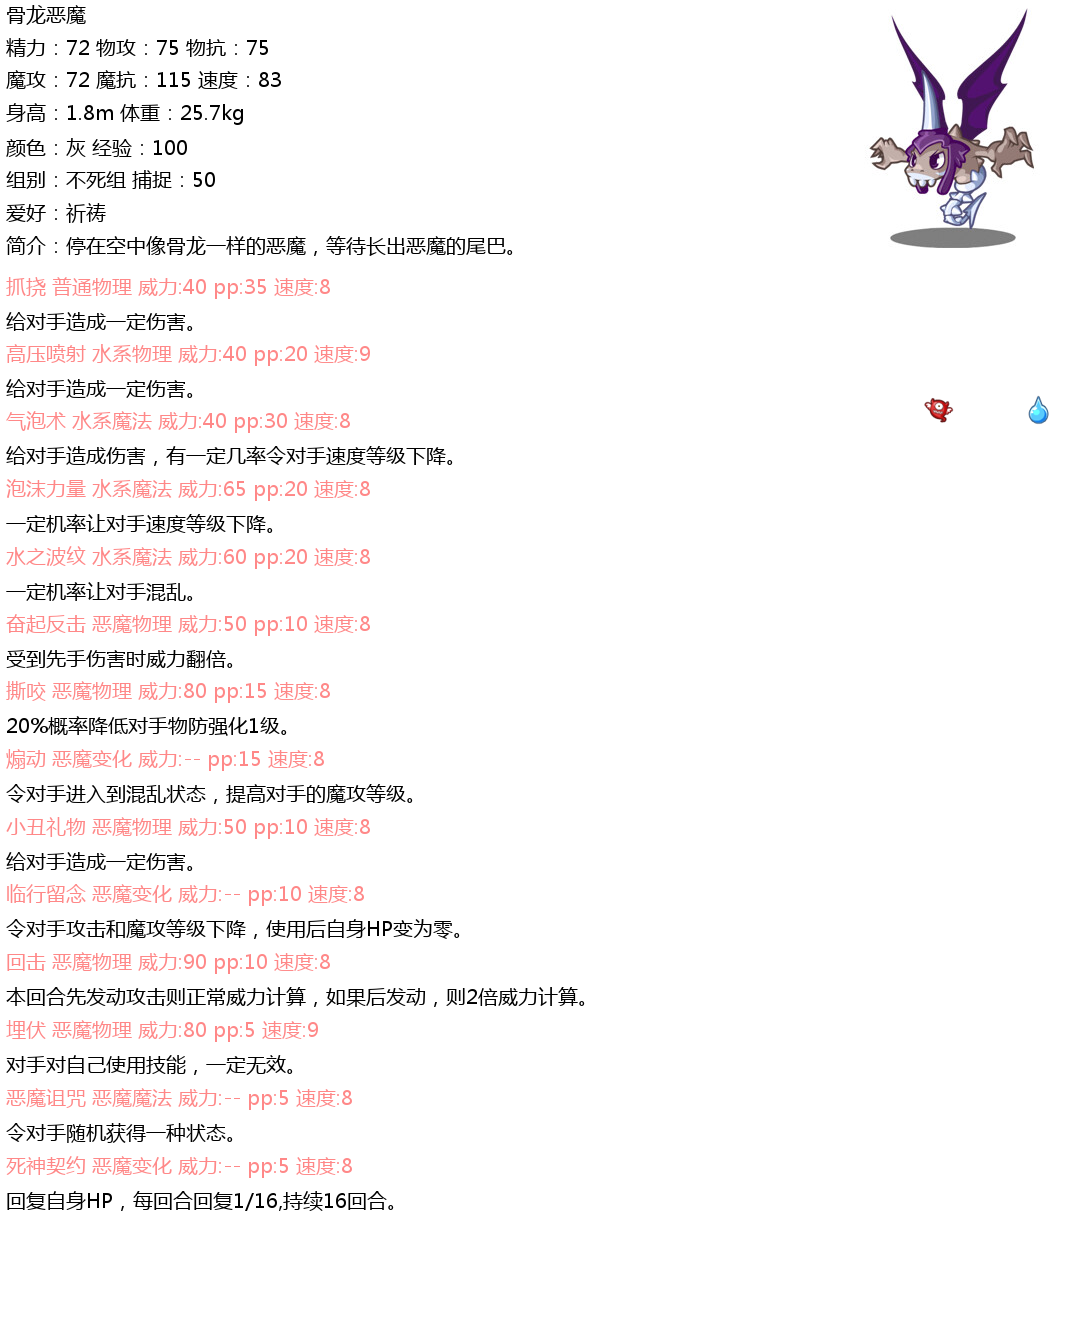 骨龙恶魔
精力：72 物攻：75 物抗：75
魔攻：72 魔抗：115 速度：83
身高：1.8m 体重：25.7kg
颜色：灰 经验：100
组别：不死组 捕捉：50
爱好：祈祷
简介：停在空中像骨龙一样的恶魔，等待长出恶魔的尾巴。
抓挠 普通物理 威力:40 pp:35 速度:8
给对手造成一定伤害。
高压喷射 水系物理 威力:40 pp:20 速度:9
给对手造成一定伤害。
气泡术 水系魔法 威力:40 pp:30 速度:8
给对手造成伤害，有一定几率令对手速度等级下降。
泡沫力量 水系魔法 威力:65 pp:20 速度:8
一定机率让对手速度等级下降。
水之波纹 水系魔法 威力:60 pp:20 速度:8
一定机率让对手混乱。
奋起反击 恶魔物理 威力:50 pp:10 速度:8
受到先手伤害时威力翻倍。
撕咬 恶魔物理 威力:80 pp:15 速度:8
20%概率降低对手物防强化1级。
煽动 恶魔变化 威力:-- pp:15 速度:8
令对手进入到混乱状态，提高对手的魔攻等级。
小丑礼物 恶魔物理 威力:50 pp:10 速度:8
给对手造成一定伤害。
临行留念 恶魔变化 威力:-- pp:10 速度:8
令对手攻击和魔攻等级下降，使用后自身HP变为零。
回击 恶魔物理 威力:90 pp:10 速度:8
本回合先发动攻击则正常威力计算，如果后发动，则2倍威力计算。
埋伏 恶魔物理 威力:80 pp:5 速度:9
对手对自己使用技能，一定无效。
恶魔诅咒 恶魔魔法 威力:-- pp:5 速度:8
令对手随机获得一种状态。
死神契约 恶魔变化 威力:-- pp:5 速度:8
回复自身HP，每回合回复1/16,持续16回合。